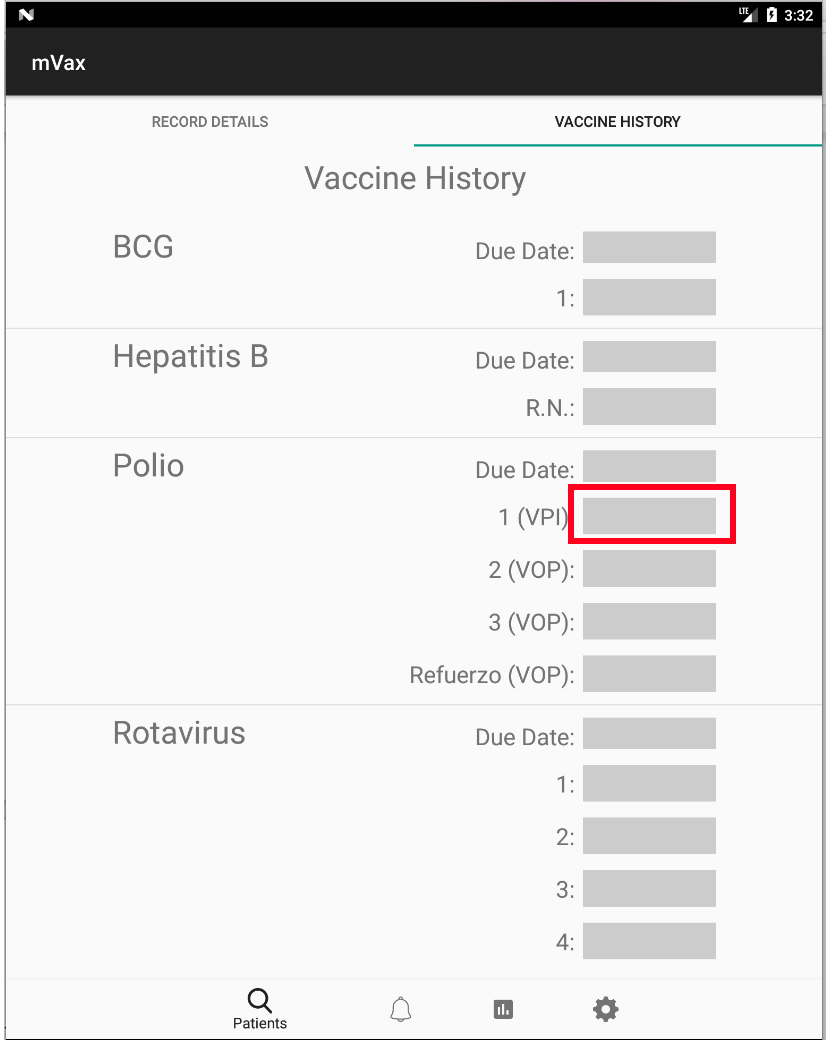 LTE 3:32
mVax
RECORD DETAILS VACCINE HISTORY
Vaccine History
BCG Due Date:
1:
Hepatitis B Due Date:
R.N.:
Polio Due Date:
1 (VPI)
2 (VOP):
3 (VOP):
Refuerzo (VOP):
Rotavirus Due Date:
1:
2:
3:
4:
Patients